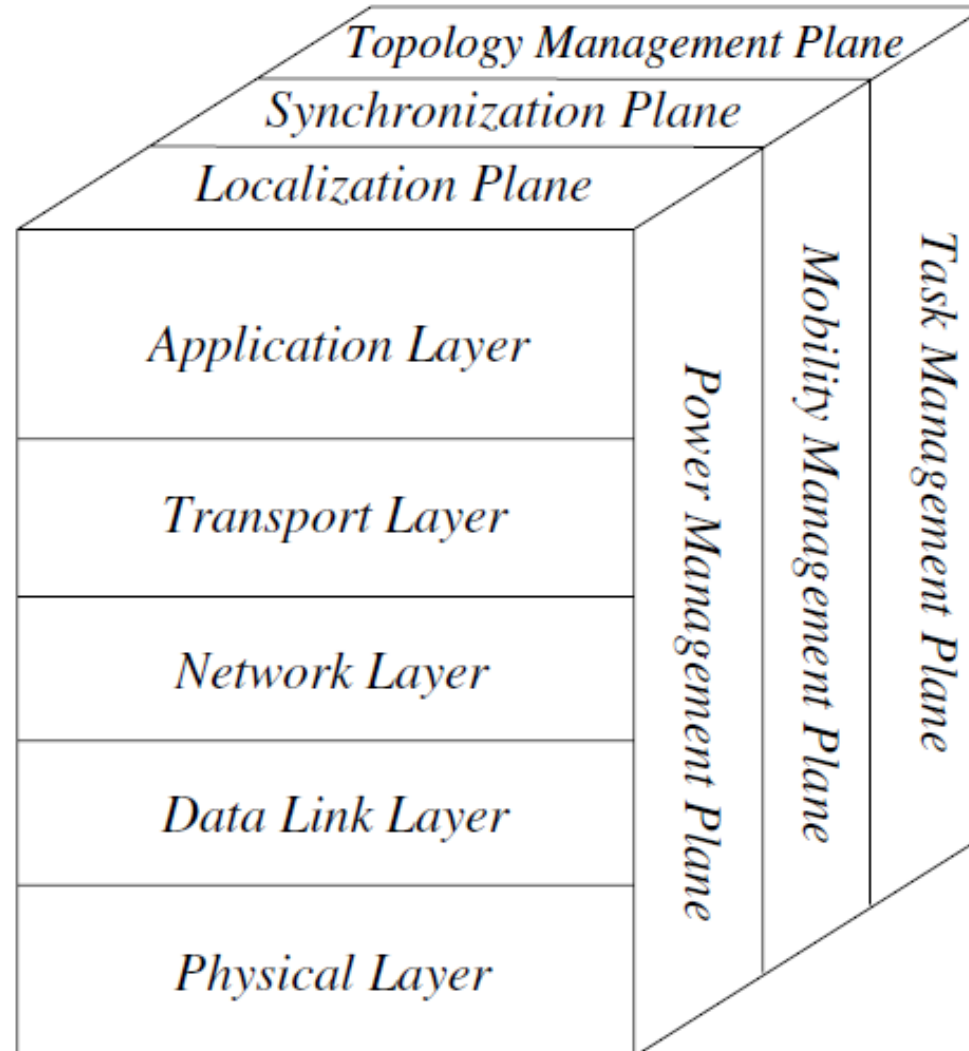 Topology Management Plane
Synchronization Plane
Localization Plane
Application Layer
Transport Layer
Network Layer
Data Link Layer
Physical Layer
Power Management Plane
Mobility Management Plane
Task Management Plane